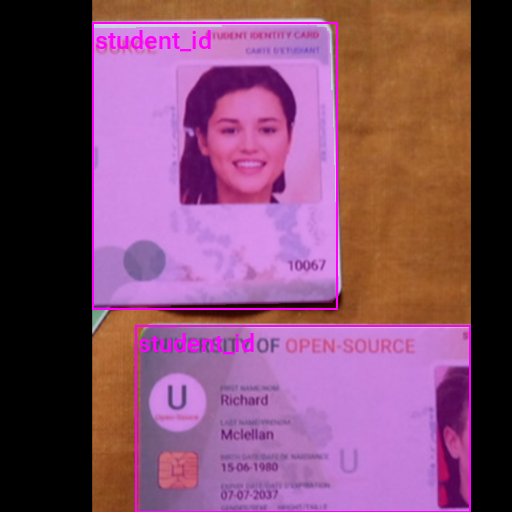 student_id
STUDENT IDENTITY CARD
CARTE D'ETUDIANT
10067
student_id
UNIVERSITY OF OPEN-SOURCE
U
Open-Source
FIRST NAME/NOM
Richard
LAST NAME/PRENOM
Mclellan
BIRTH DATE/DATE DE NAISSANCE
15-06-1980
U
EXPIRY DATE/DATE D'EXPIRATION
07-07-2037
GENDER/SEXE HEIGHT/TAILLE